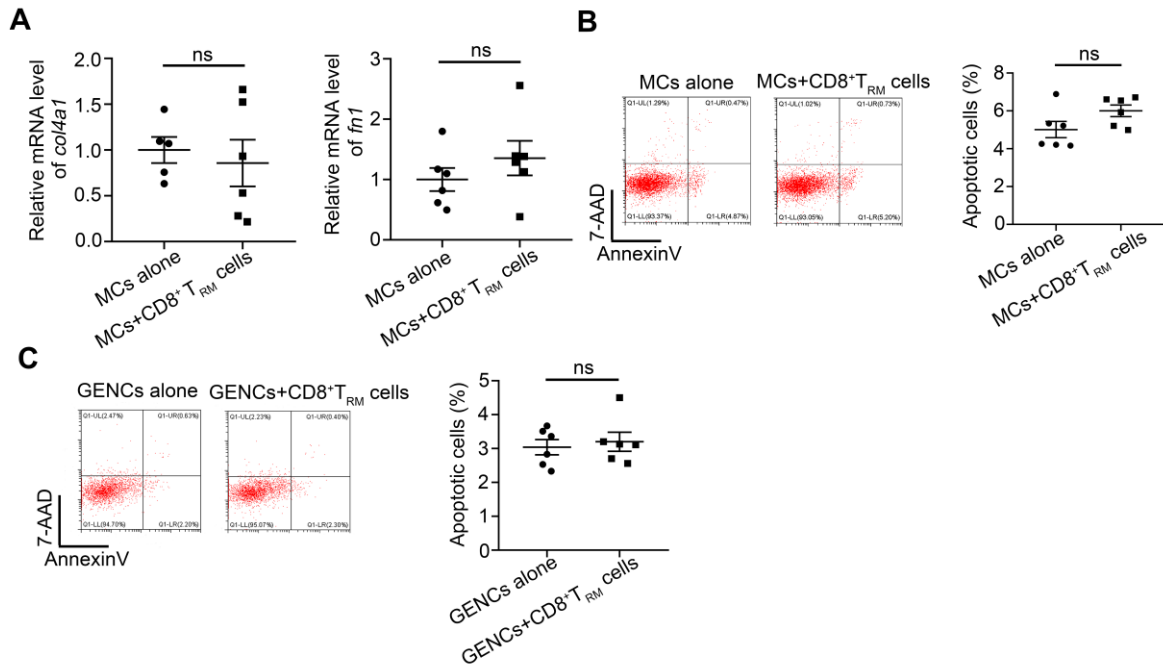 A
Relative mRNA level
of col4a1
ns
2.0
1.5
1.0
0.5
0.0
MCs alone
MCs+CD8+TRM cells
Relative mRNA level
of fn1
ns
3
2
1
0
MCs alone
MCs+CD8+TRM cells
B
MCs alone
Q1-UL(1.29%) Q1-UR(0.47%)
Q1-LL(93.37%) Q1-LR(4.87%)
MCs+CD8+TRM cells
Q1-UL(1.02%) Q1-UR(0.73%)
Q1-LL(93.05%) Q1-LR(5.20%)
7-AAD
AnnexinV
Apoptotic cells (%)
ns
8
6
4
2
0
MCs alone
MCs+CD8+TRM cells
C
GENCs alone
Q1-UL(2.47%) Q1-UR(0.63%)
Q1-LL(94.70%) Q1-LR(2.20%)
GENCs+CD8+TRM cells
Q1-UL(2.23%) Q1-UR(0.40%)
Q1-LL(95.07%) Q1-LR(2.30%)
7-AAD
AnnexinV
Apoptotic cells (%)
ns
5
4
3
2
1
0
GENCs alone
GENCs+CD8+TRM cells